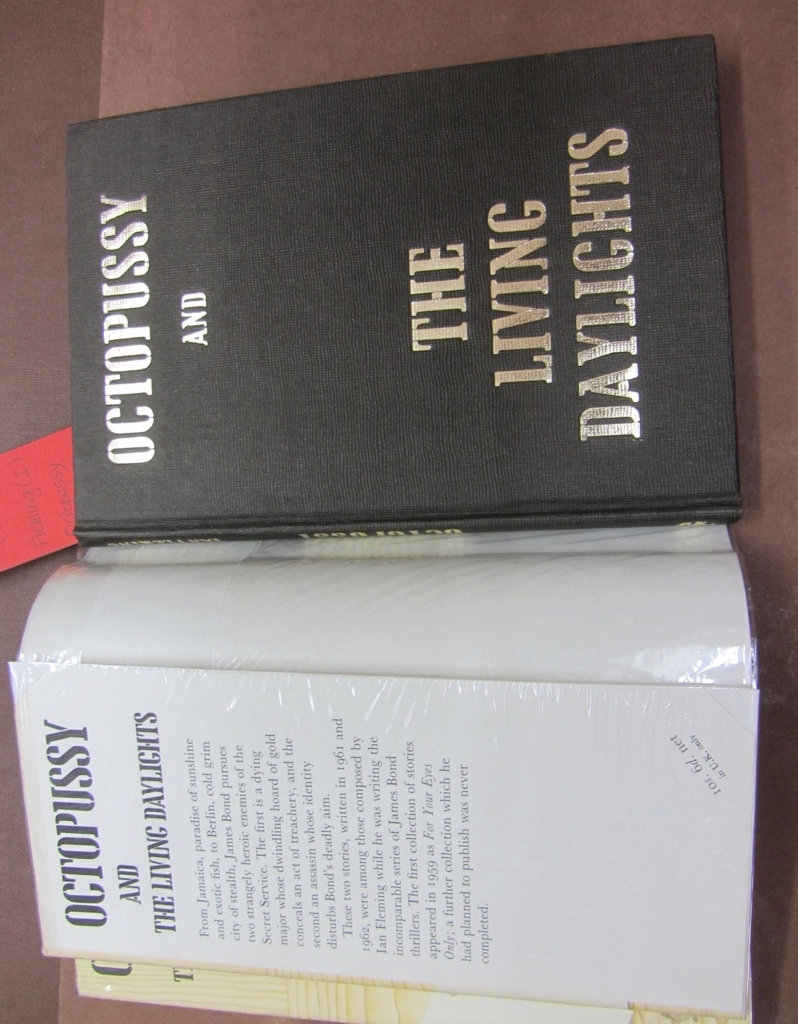 OCTOPUSSY
AND
THE
LIVING
DAYLIGHTS
OCTOPUSSY
AND
THE LIVING DAYLIGHTS
From Jamaica, paradise of sunshine
and exotic fish, to Berlin, cold grim
city of stealth, James Bond pursues
two strangely heroic enemies of the
Secret Service. The first is a dying
major whose dwindling hoard of gold
conceals an act of treachery, and the
second an assassin whose identity
disturbs Bond's deadly aim.
These two stories, written in 1961 and
1962, were among those composed by
Ian Fleming while he was writing the
incomparable series of James Bond
thrillers. The first collection of stories
appeared in 1959 as For Your Eyes
Only; a further collection which he
had planned to publish was never
completed.
10s. 6d. net
in U.K. only
Fleming (I)
Octopussy
IAN FLEMING
OCTOPUSSY